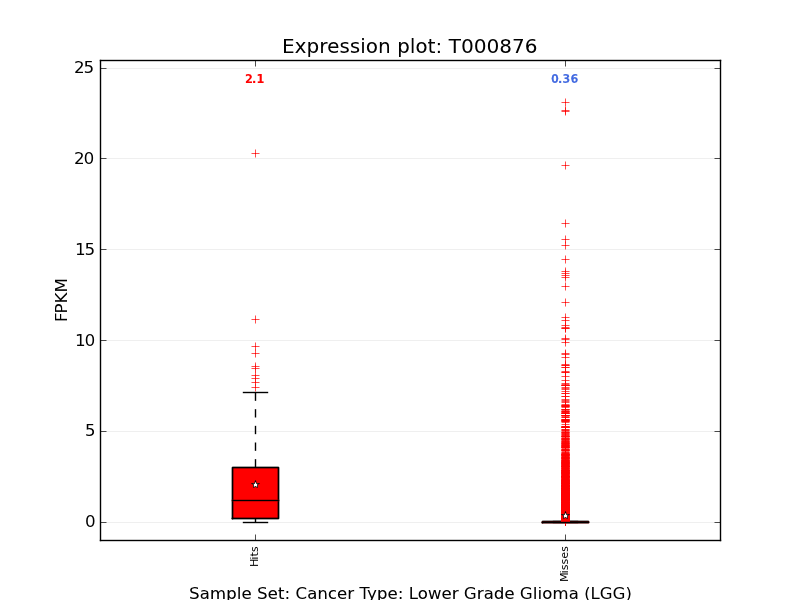 Expression plot: T000876
2.1
0.36
25
20
15
10
5
0
FPKM
Hits
Misses
Sample Set: Cancer Type: Lower Grade Glioma (LGG)